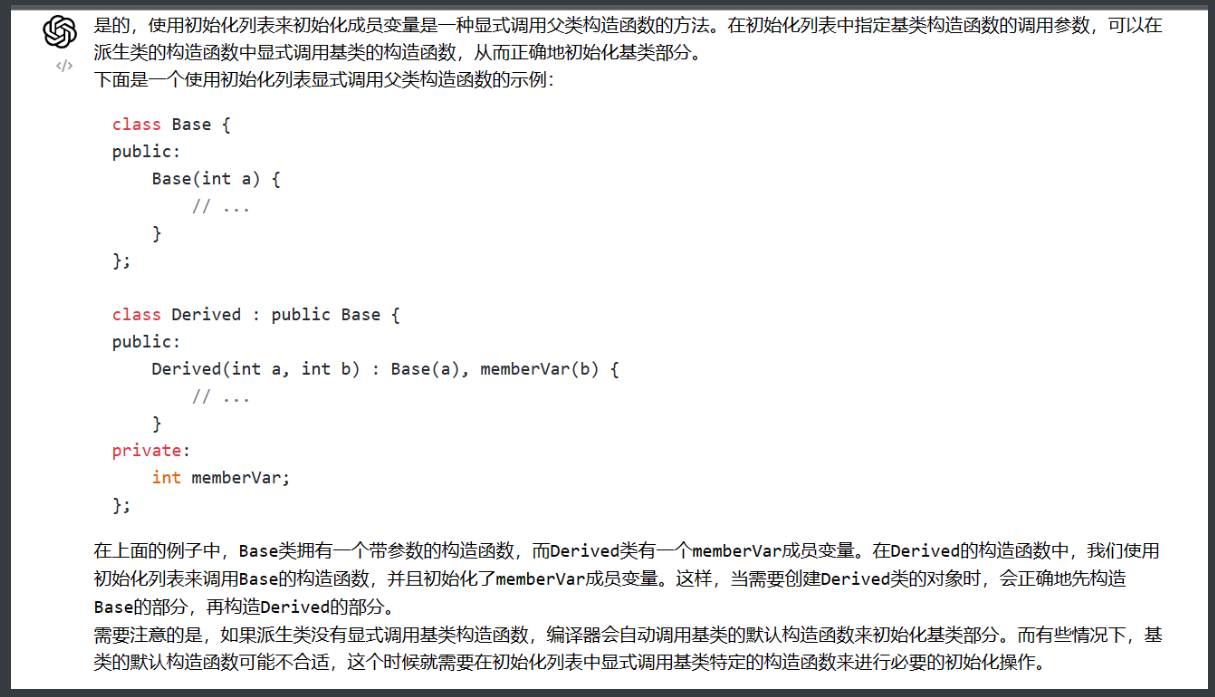 是的，使用初始化列表来初始化成员变量是一种显式调用父类构造函数的方法。在初始化列表中指定基类构造函数的调用参数，可以在
派生类的构造函数中显式调用基类的构造函数，从而正确地初始化基类部分。
</>
下面是一个使用初始化列表显式调用父类构造函数的示例：
class Base {
public:
    Base(int a) {
        // ...
    }
};
class Derived : public Base {
public:
    Derived(int a, int b) : Base(a), memberVar(b) {
        // ...
    }
private:
    int memberVar;
};
在上面的例子中，Base类拥有一个带参数的构造函数，而Derived类有一个memberVar成员变量。在Derived的构造函数中，我们使用
初始化列表来调用Base的构造函数，并且初始化了memberVar成员变量。这样，当需要创建Derived类的对象时，会正确地先构造
Base的部分，再构造Derived的部分。
需要注意的是，如果派生类没有显式调用基类构造函数，编译器会自动调用基类的默认构造函数来初始化基类部分。而有些情况下，基
类的默认构造函数可能不合适，这个时候就需要在初始化列表中显式调用基类特定的构造函数来进行必要的初始化操作。